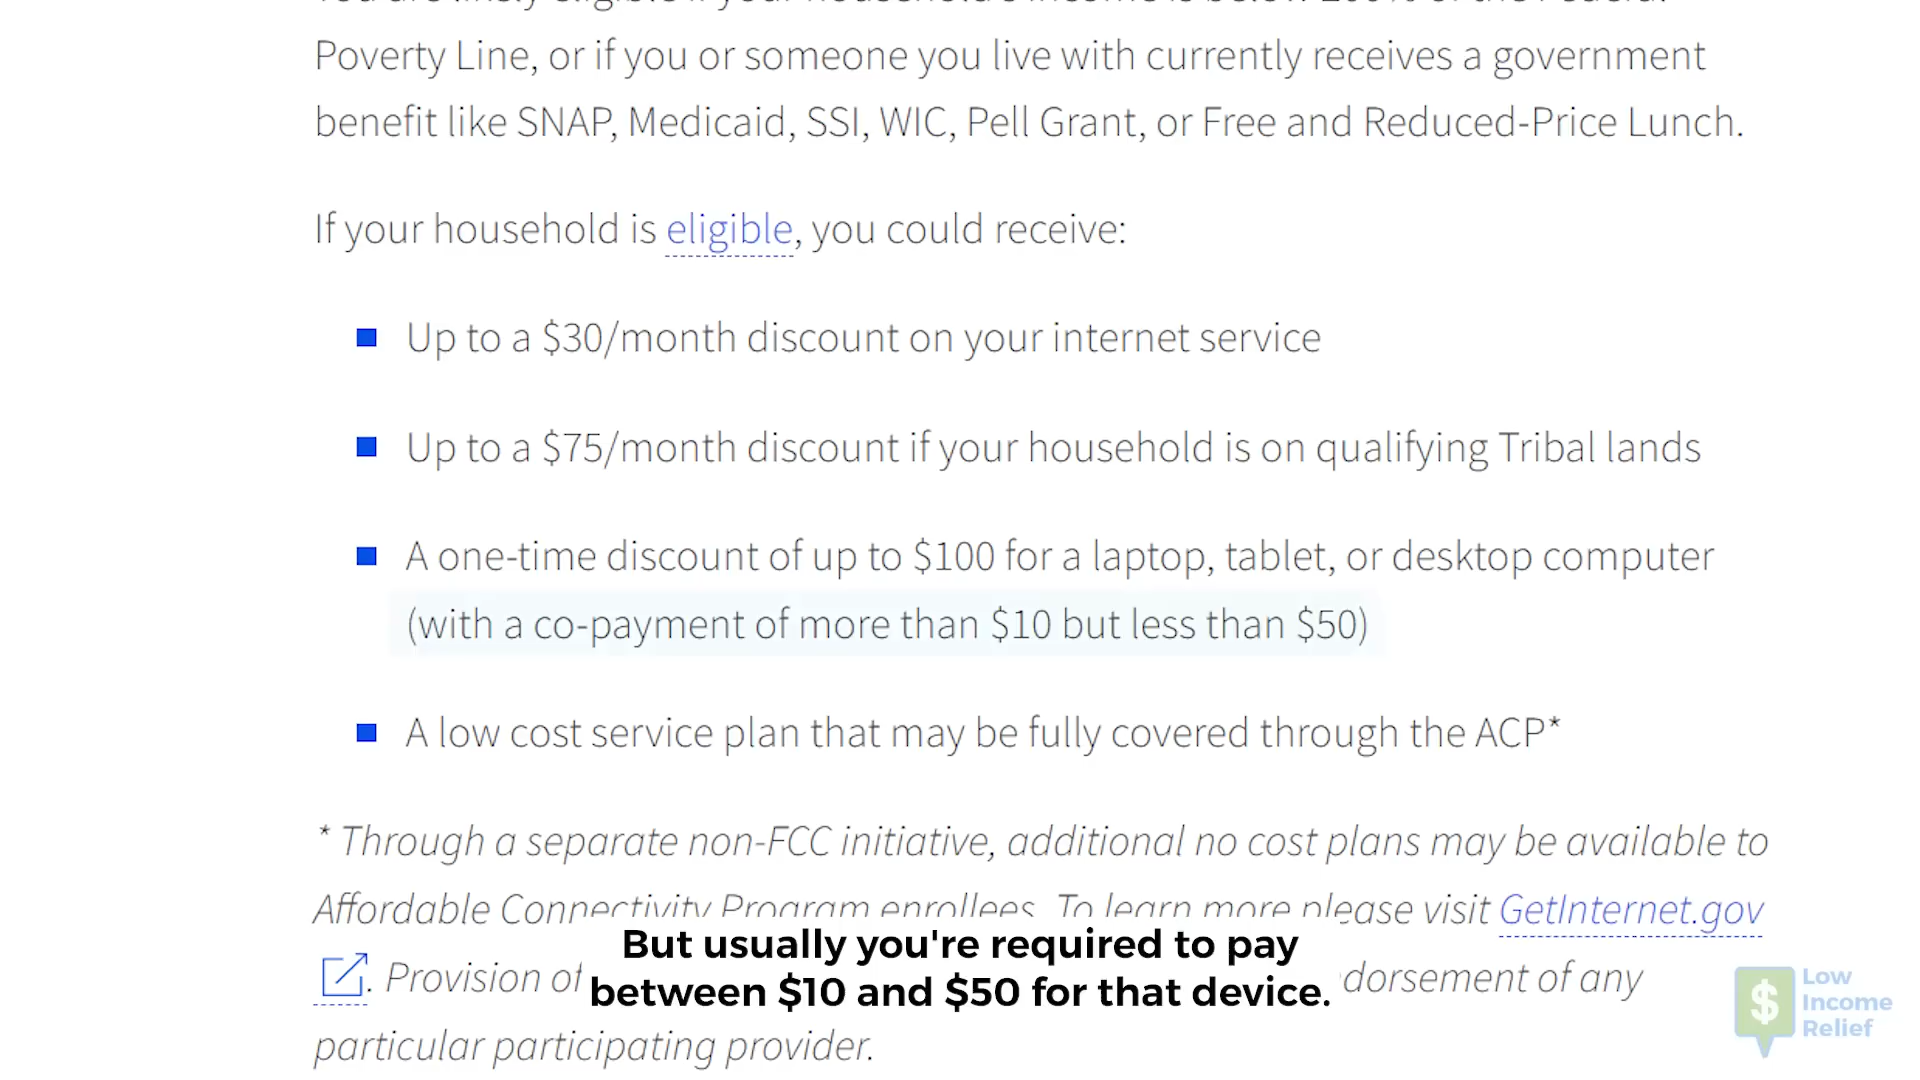 Poverty Line, or if you or someone you live with currently receives a government
benefit like SNAP, Medicaid, SSI, WIC, Pell Grant, or Free and Reduced-Price Lunch.
If your household is eligible, you could receive:
Up to a $30/month discount on your internet service
Up to a $75/month discount if your household is on qualifying Tribal lands
A one-time discount of up to $100 for a laptop, tablet, or desktop computer
(with a co-payment of more than $10 but less than $50)
A low cost service plan that may be fully covered through the ACP*
* Through a separate non-FCC initiative, additional no cost plans may be available to
Affordable Connectivity Program enrollees. To learn more please visit GetInternet.gov
. Provision of dorsement of any
particular participating provider.
But usually you're required to pay
between $10 and $50 for that device.
$
Low
Income
Relief